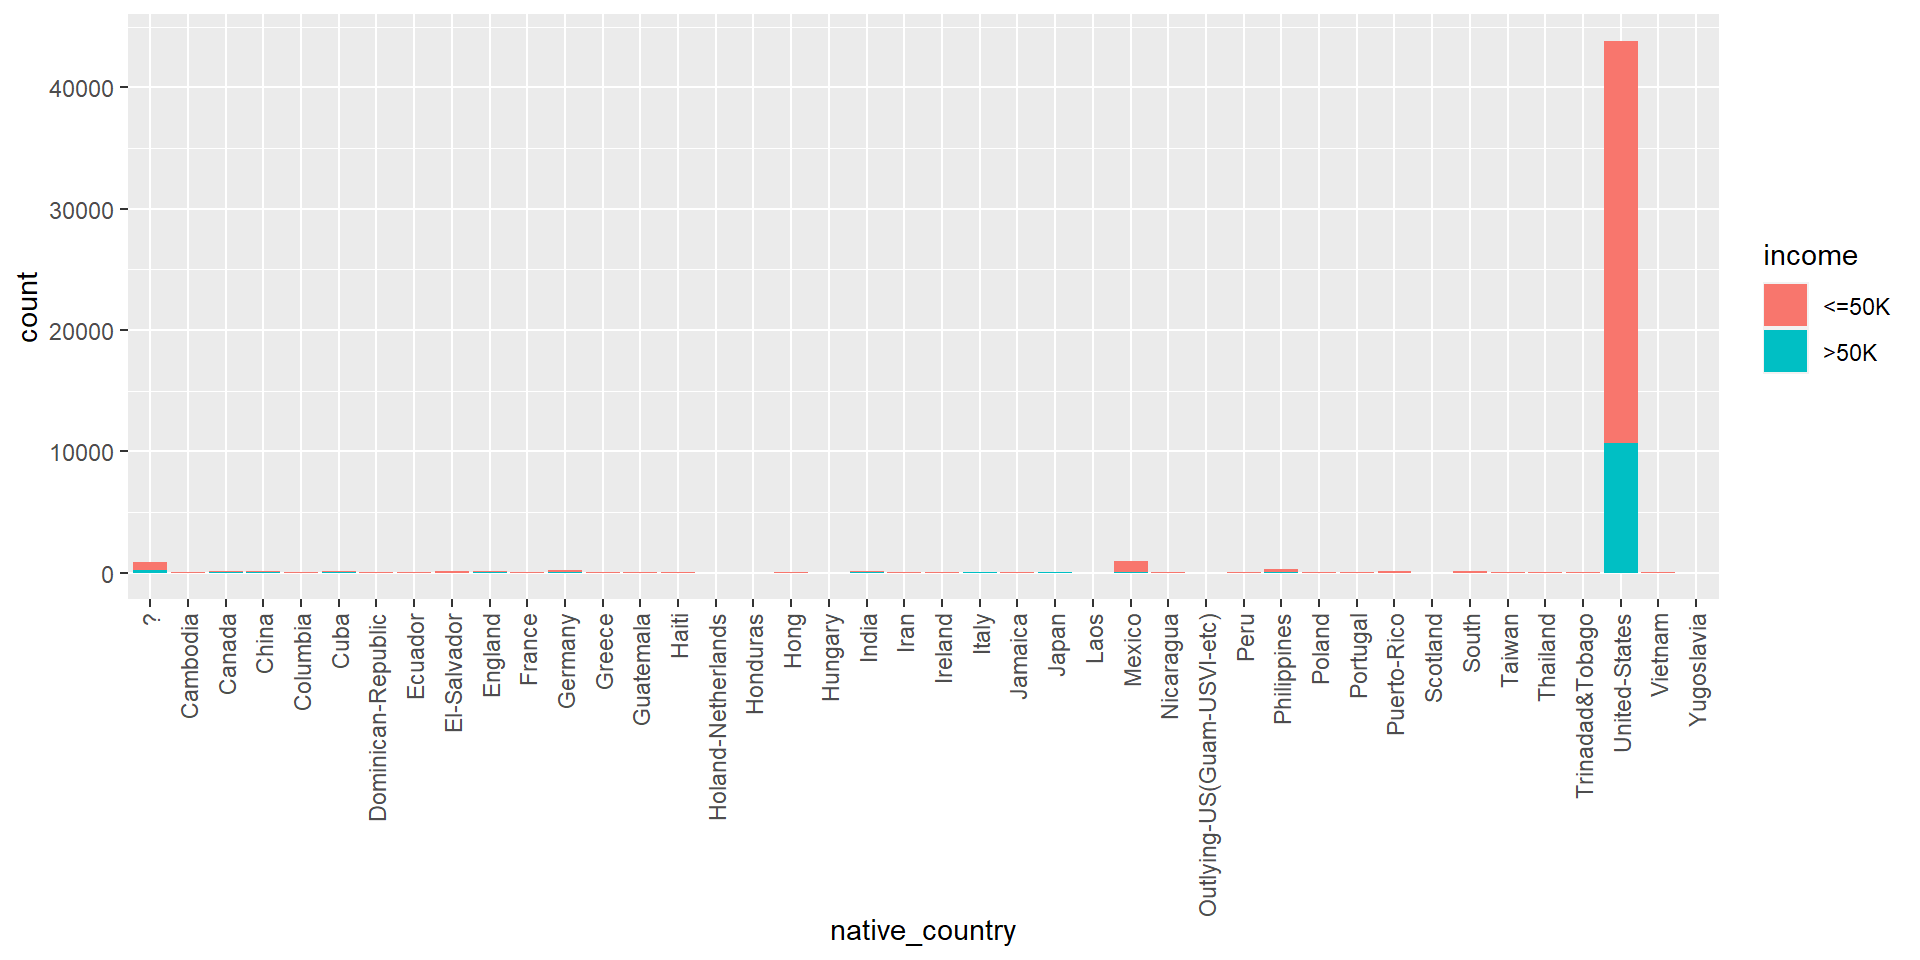 40000
30000
20000
10000
0
count
?
Cambodia
Canada
China
Columbia
Cuba
Dominican-Republic
Ecuador
El-Salvador
England
France
Germany
Greece
Guatemala
Haiti
Holand-Netherlands
Honduras
Hong
Hungary
India
Iran
Ireland
Italy
Jamaica
Japan
Laos
Mexico
Nicaragua
Outlying-US(Guam-USVI-etc)
Peru
Philippines
Poland
Portugal
Puerto-Rico
Scotland
South
Taiwan
Thailand
Trinadad&Tobago
United-States
Vietnam
Yugoslavia
native_country
income
<=50K
>50K